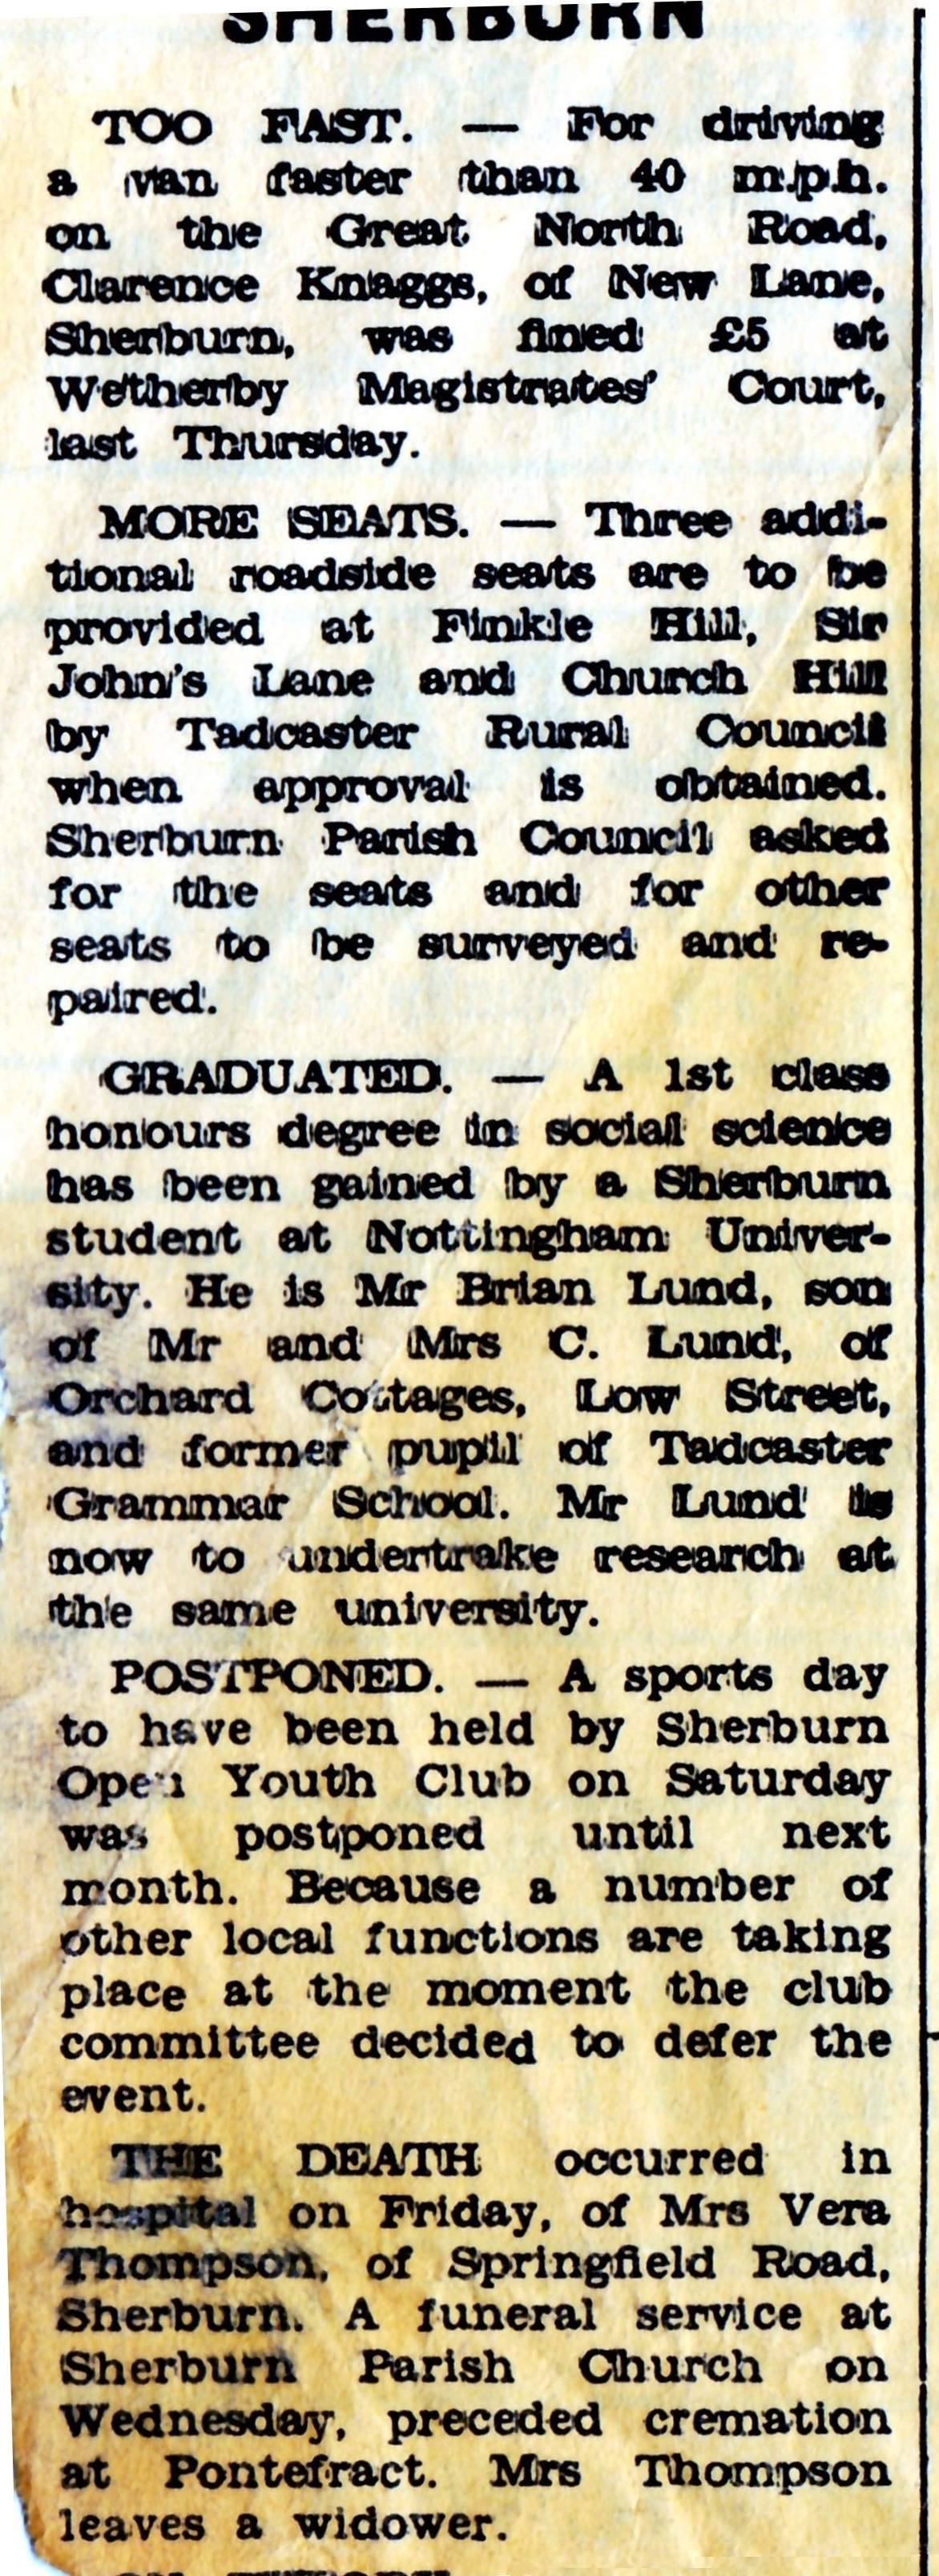 SHERBURN
TOO FAST. — For driving
a van faster than 40 m.p.h.
on the Great North Road,
Clarence Knaggs, of New Lane,
Sherburn, was fined £5 at
Wetherby Magistrates' Court,
last Thursday.
MORE SEATS. — Three addi-
tional roadside seats are to be
provided at Finkle Hill, Sir
John's Lane and Church Hill
by Tadcaster Rural Council
when approval is obtained.
Sherburn Parish Council asked
for the seats and for other
seats to be surveyed and re-
paired.
GRADUATED. — A 1st class
honours degree in social science
has been gained by a Sherburn
student at Nottingham Univer-
sity. He is Mr Brian Lund, son
of Mr and Mrs C. Lund, of
Orchard Cottages, Low Street,
and former pupil of Tadcaster
Grammar School. Mr Lund is
now to undertrake research at
the same university.
POSTPONED. — A sports day
to have been held by Sherburn
Open Youth Club on Saturday
was postponed until next
month. Because a number of
other local functions are taking
place at the moment the club
committee decided to defer the
event.
THE DEATH occurred in
hospital on Friday, of Mrs Vera
Thompson, of Springfield Road,
Sherburn. A funeral service at
Sherburn Parish Church on
Wednesday, preceded cremation
at Pontefract. Mrs Thompson
leaves a widower.